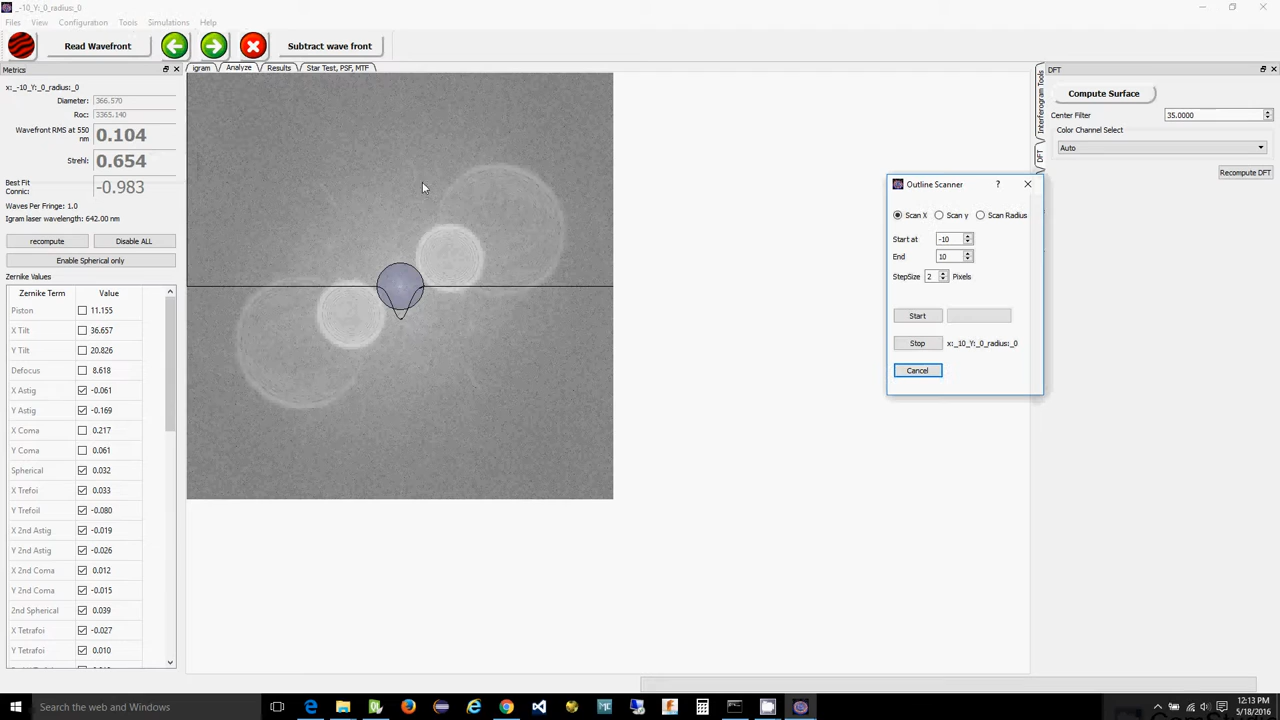 _-10_Y:_0_radius:_0
Files View Configuration Tools Simulations Help
Read Wavefront
Subtract wave front
Metrics
x:_-10_Y:_0_radius:_0
Diameter: 366.570
Roc: 3365.140
Wavefront RMS at 550 nm 0.104
Strehl: 0.654
Best Fit Connic: -0.983
Waves Per Fringe: 1.0
Igram laser wavelength: 642.00 nm
recompute Disable ALL
Enable Spherical only
Zernike Values
Zernike Term Value
Piston 11.155
X Tilt 36.657
Y Tilt 20.826
Defocus 8.618
X Astig -0.061
Y Astig -0.169
X Coma 0.217
Y Coma 0.061
Spherical 0.032
X Trefoi 0.033
Y Trefoil -0.080
X 2nd Astig -0.019
Y 2nd Astig -0.026
X 2nd Coma 0.012
Y 2nd Coma -0.015
2nd Spherical 0.039
X Tetrafoi -0.027
Y Tetrafoi 0.010
igram Analyze Results Star Test, PSF, MTF
Outline Scanner ?
Scan X Scan y Scan Radius
Start at -10
End 10
StepSize 2 Pixels
Start
Stop x:_-10_Y:_0_radius:_0
Cancel
Interferogram Tools
DFT
DFT
Compute Surface
Center Filter 35.0000
Color Channel Select
Auto
Recompute DFT
Search the web and Windows
12:13 PM
5/18/2016